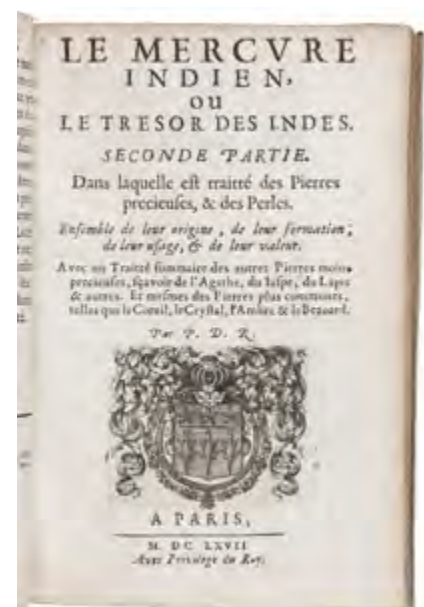 LE MERCVRE
INDIEN,
OU
LE TRESOR DES INDES.
SECONDE PARTIE.
Dans laquelle est traitté des Pierres
precieuses, & des Perles.
Ensemble de leur origine, de leur formation;
de leur usage, & de leur valeur.
Avec un Traitté sommaire des autres Pierres moins
precieuses, sçavoir de l'Agathe, du Iaspe, du Lapis
& autres. Et mesmes des Pierres plus communes,
telles que le Corail, le Crystal, l'Ambre & le Bezoard.
Par P. D. R.
A PARIS,
M. DC LXVII
Avec Privilege du Roy.